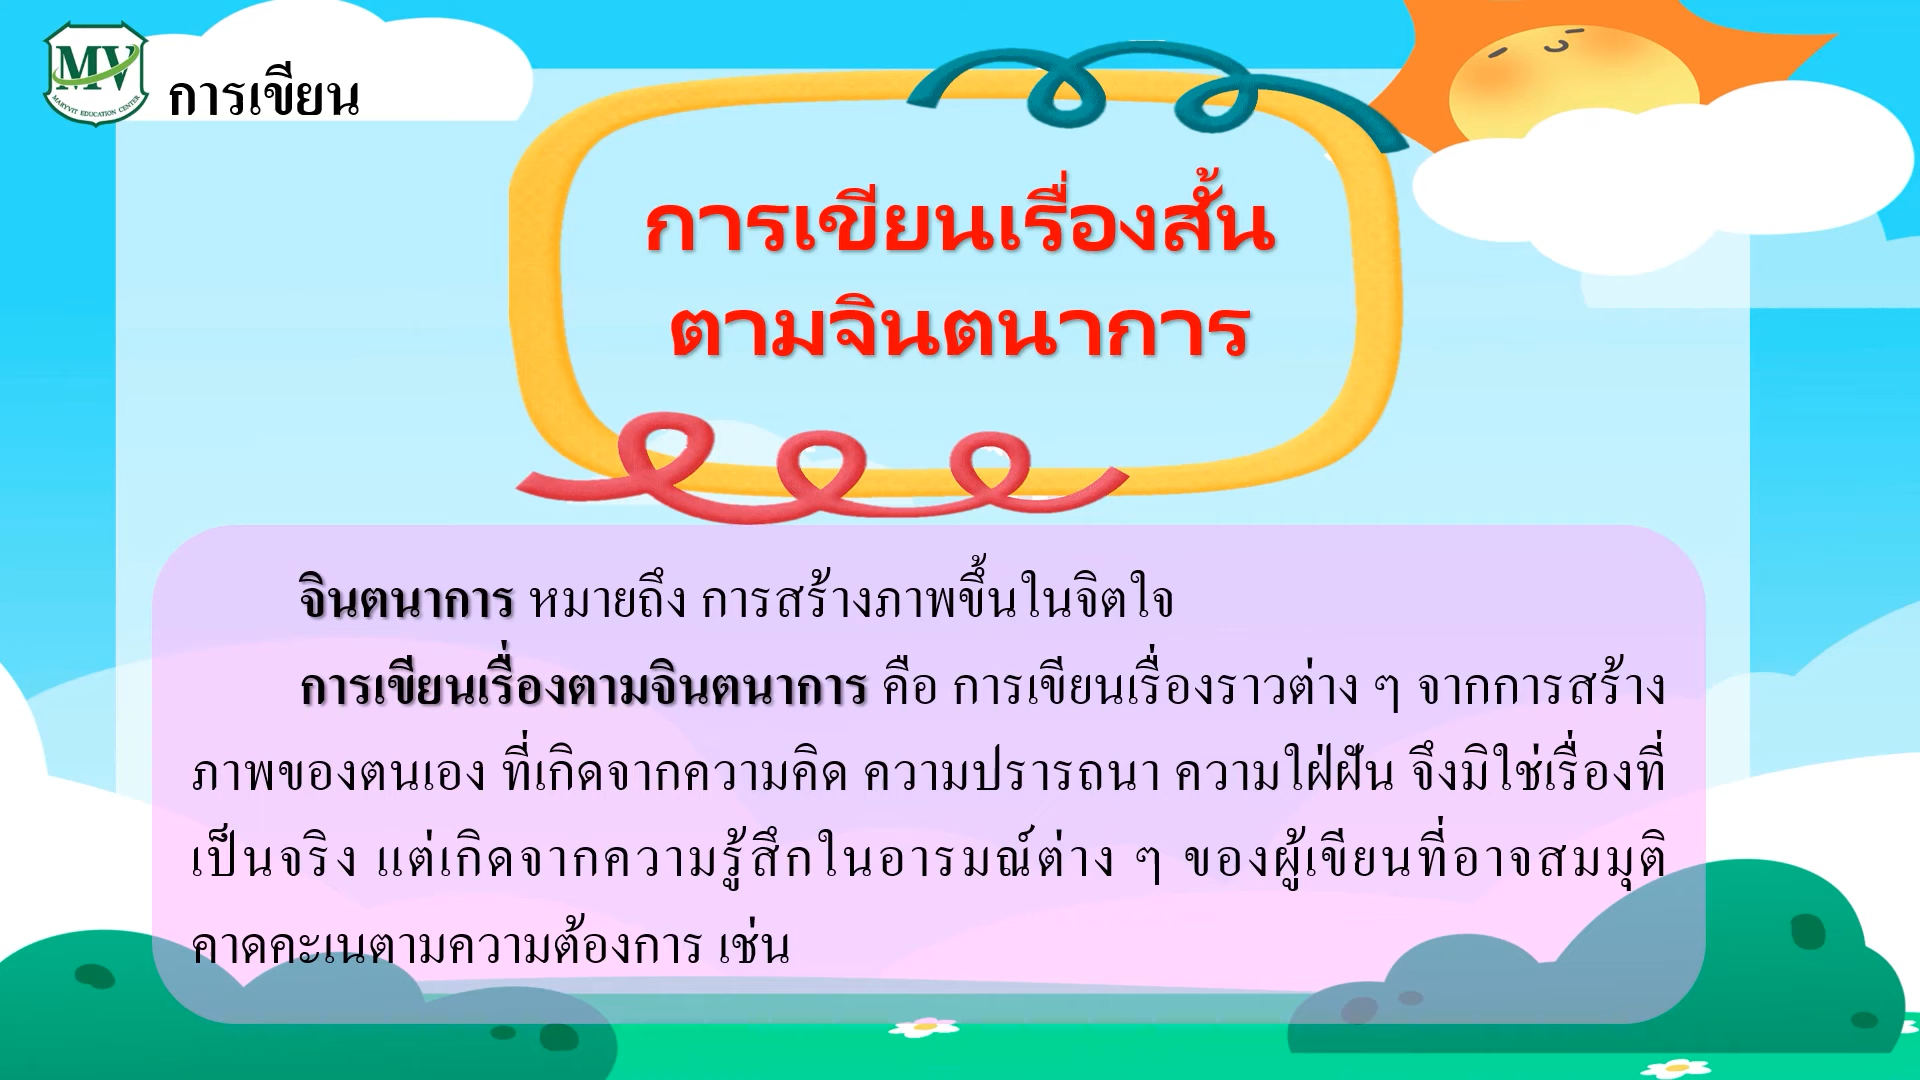 MV
MARYVIT EDUCATION CENTER
การเขียน
การเขียนเรื่องสั้น
ตามจินตนาการ
จินตนาการ หมายถึง การสร้างภาพขึ้นในจิตใจ
การเขียนเรื่องตามจินตนาการ คือ การเขียนเรื่องราวต่าง ๆ จากการสร้าง
ภาพของตนเอง ที่เกิดจากความคิด ความปรารถนา ความใฝ่ฝัน จึงมิใช่เรื่องที่
เป็นจริง แต่เกิดจากความรู้สึกในอารมณ์ต่าง ๆ ของผู้เขียนที่อาจสมมุติ
คาดคะเนตามความต้องการ เช่น